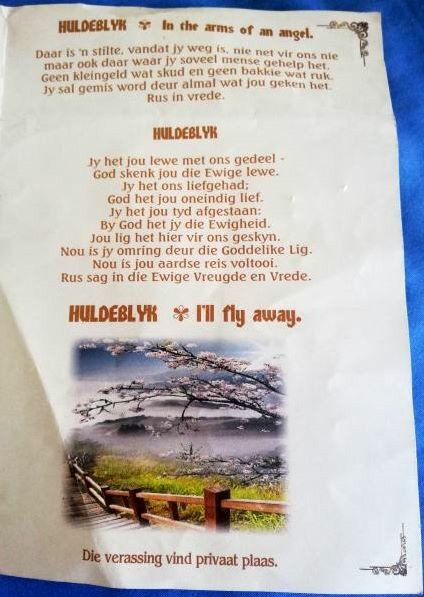 HULDEBLYK In the arms of an angel.
Daar is 'n stilte, vandat jy weg is, nie net vir ons nie
maar ook daar waar jy soveel mense gehelp het.
Geen kleingeld wat skud en geen bakkie wat ruk.
Jy sal gemis word deur almal wat jou geken het.
Rus in vrede.
HULDEBLYK
Jy het jou lewe met ons gedeel -
God skenk jou die Ewige lewe.
Jy het ons liefgehad;
God het jou oneindig lief.
Jy het jou tyd afgestaan:
By God het jy die Ewigheid.
Jou lig het hier vir ons geskyn.
Nou is jy omring deur die Goddelike Lig.
Nou is jou aardse reis voltooi.
Rus sag in die Ewige Vreugde en Vrede.
HULDEBLYK I'll fly away.
Die verassing vind privaat plaas.